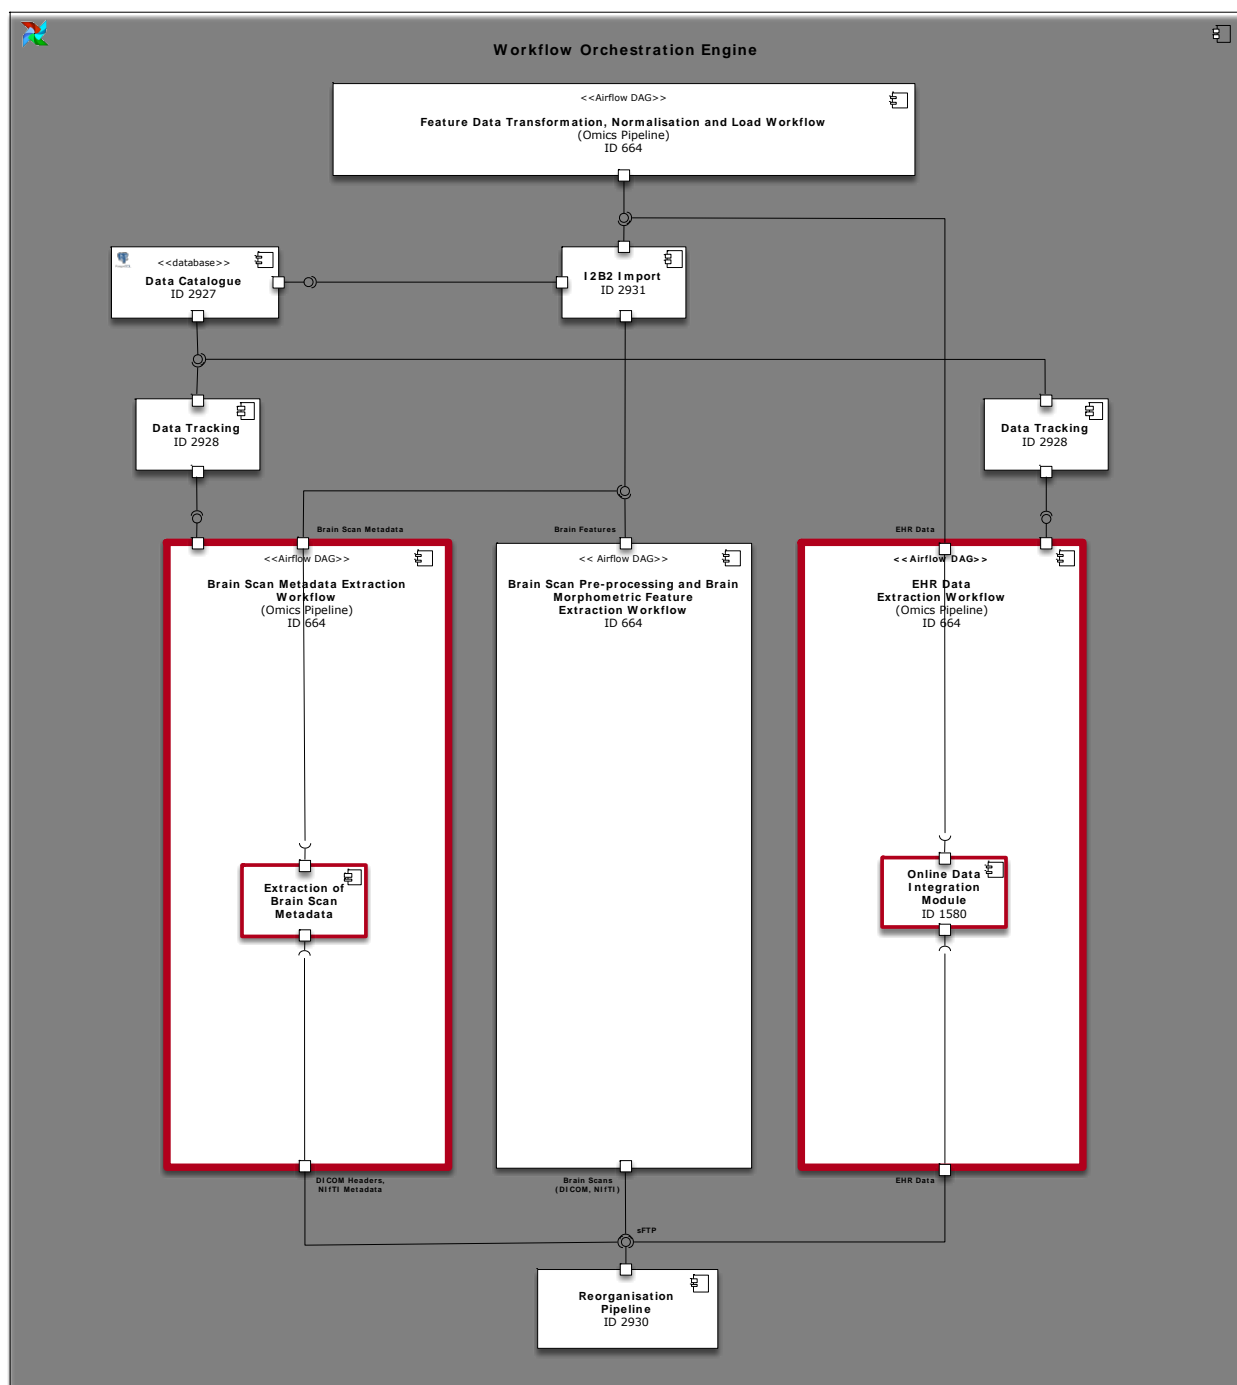 Workflow Orchestration Engine
<<Airflow DAG>>
Feature Data Transformation, Normalisation and Load Workflow
(Omics Pipeline)
ID 664
<<database>>
Data Catalogue
ID 2927
I2B2 Import
ID 2931
Data Tracking
ID 2928
Data Tracking
ID 2928
Brain Scan Metadata
Brain Features
EHR Data
<<Airflow DAG>>
Brain Scan Metadata Extraction
Workflow
(Omics Pipeline)
ID 664
<< Airflow DAG>>
Brain Scan Pre-processing and Brain
Morphometric Feature
Extraction Workflow
ID 664
<<Airflow DAG>>
EHR Data
Extraction Workflow
(Omics Pipeline)
ID 664
Extraction of
Brain Scan
Metadata
Online Data
Integration
Module
ID 1580
DICOM Headers,
NIfTI Metadata
Brain Scans
(DICOM, NIfTI)
EHR Data
sFTP
Reorganisation
Pipeline
ID 2930